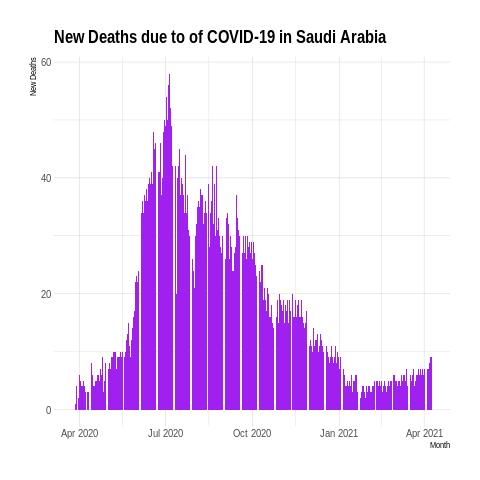 New Deaths due to of COVID-19 in Saudi Arabia
New Deaths
60
40
20
0
Apr 2020
Jul 2020
Oct 2020
Jan 2021
Apr 2021
Month